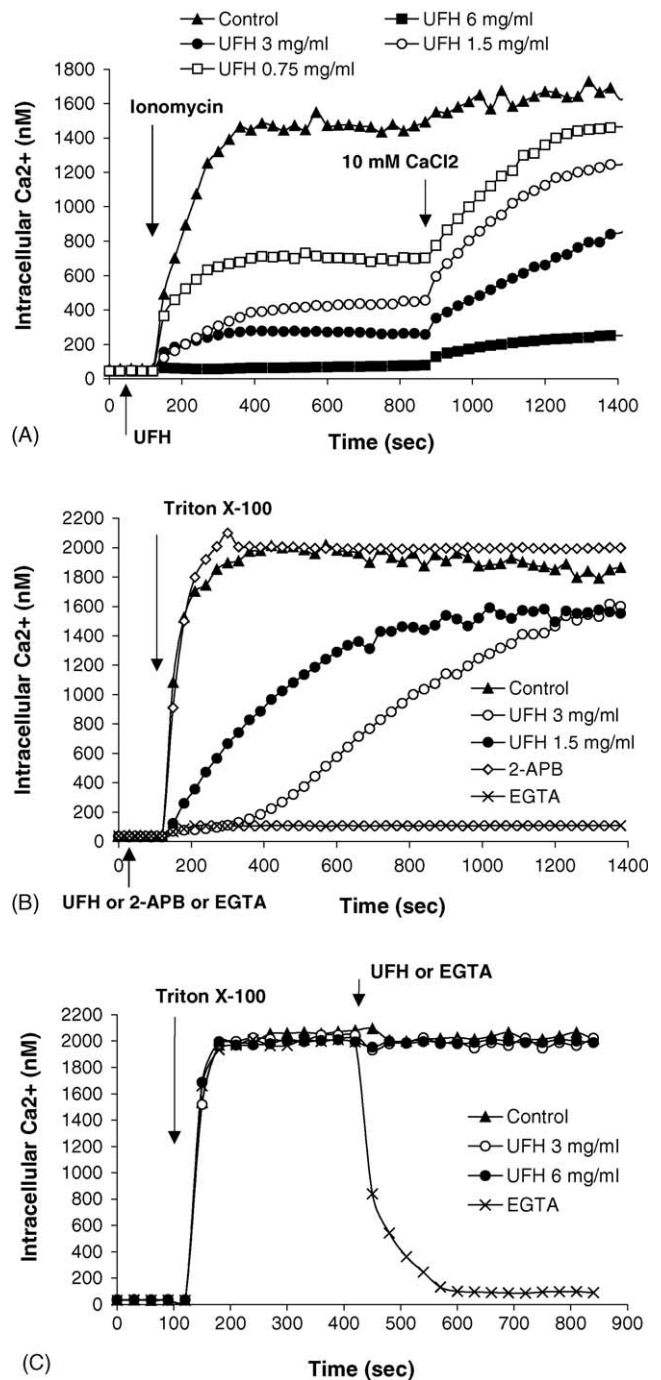 Control
UFH 6 mg/ml
UFH 3 mg/ml
UFH 1.5 mg/ml
UFH 0.75 mg/ml
1800
1600
1400
1200
1000
800
600
400
200
0
Intracellular Ca2+ (nM)
Ionomycin
10 mM CaCl2
0 200 400 600 800 1000 1200 1400
(A)
UFH
Time (sec)
Triton X-100
2200
2000
1800
1600
1400
1200
1000
800
600
400
200
0
Intracellular Ca2+ (nM)
Control
UFH 3 mg/ml
UFH 1.5 mg/ml
2-APB
EGTA
0 200 400 600 800 1000 1200 1400
(B)
UFH or 2-APB or EGTA
Time (sec)
UFH or EGTA
Triton X-100
2200
2000
1800
1600
1400
1200
1000
800
600
400
200
0
Intracellular Ca2+ (nM)
Control
UFH 3 mg/ml
UFH 6 mg/ml
EGTA
0 100 200 300 400 500 600 700 800 900
(C)
Time (sec)